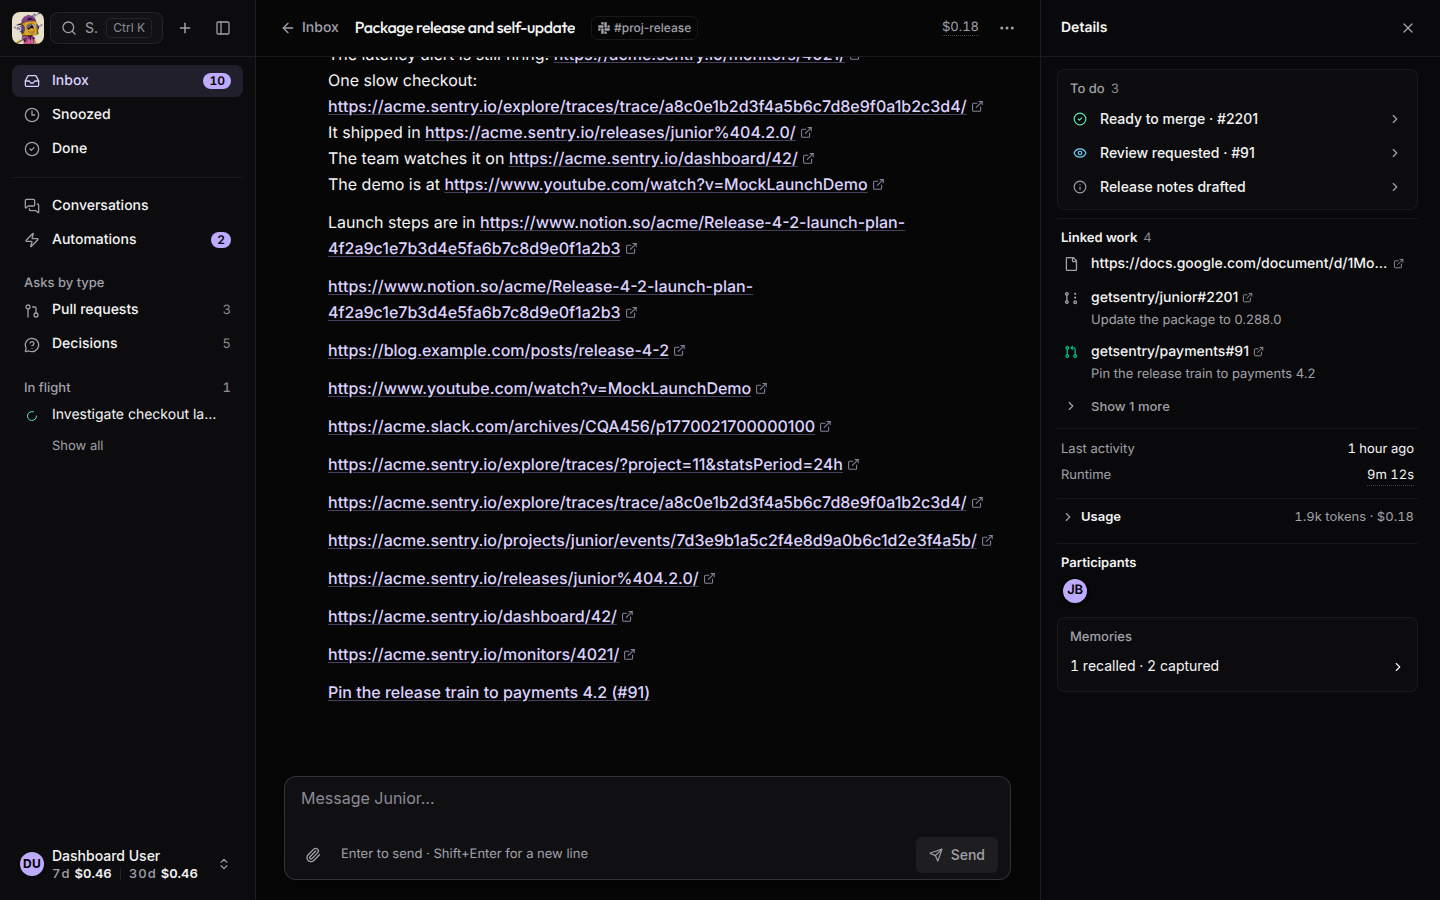 S.
Ctrl K
Inbox
10
Snoozed
Done
Conversations
Automations
2
Asks by type
Pull requests
3
Decisions
5
In flight
1
Investigate checkout la...
Show all
DU
Dashboard User
7d $0.46 | 30d $0.46
Inbox
Package release and self-update
#proj-release
$0.18
The latency alert is still firing: https://acme.sentry.io/monitors/4021/
One slow checkout:
https://acme.sentry.io/explore/traces/trace/a8c0e1b2d3f4a5b6c7d8e9f0a1b2c3d4/
It shipped in https://acme.sentry.io/releases/junior%404.2.0/
The team watches it on https://acme.sentry.io/dashboard/42/
The demo is at https://www.youtube.com/watch?v=MockLaunchDemo
Launch steps are in https://www.notion.so/acme/Release-4-2-launch-plan-
4f2a9c1e7b3d4e5fa6b7c8d9e0f1a2b3
https://www.notion.so/acme/Release-4-2-launch-plan-
4f2a9c1e7b3d4e5fa6b7c8d9e0f1a2b3
https://blog.example.com/posts/release-4-2
https://www.youtube.com/watch?v=MockLaunchDemo
https://acme.slack.com/archives/CQA456/p1770021700000100
https://acme.sentry.io/explore/traces/?project=11&statsPeriod=24h
https://acme.sentry.io/explore/traces/trace/a8c0e1b2d3f4a5b6c7d8e9f0a1b2c3d4/
https://acme.sentry.io/projects/junior/events/7d3e9b1a5c2f4e8d9a0b6c1d2e3f4a5b/
https://acme.sentry.io/releases/junior%404.2.0/
https://acme.sentry.io/dashboard/42/
https://acme.sentry.io/monitors/4021/
Pin the release train to payments 4.2 (#91)
Message Junior...
Enter to send · Shift+Enter for a new line
Send
Details
To do 3
Ready to merge · #2201
Review requested · #91
Release notes drafted
Linked work 4
https://docs.google.com/document/d/1Mo...
getsentry/junior#2201
Update the package to 0.288.0
getsentry/payments#91
Pin the release train to payments 4.2
Show 1 more
Last activity
1 hour ago
Runtime
9m 12s
Usage
1.9k tokens · $0.18
Participants
JB
Memories
1 recalled · 2 captured